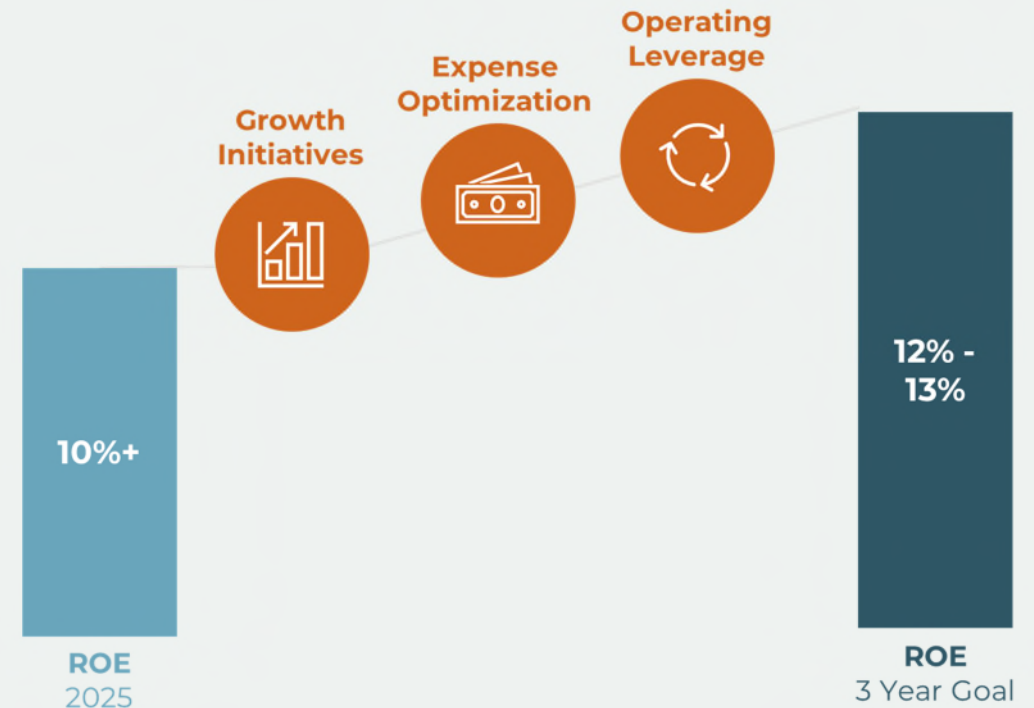 Operating
Leverage
Expense
Optimization
Growth
Initiatives
10%+
12% -
13%
ROE
2025
ROE
3 Year Goal